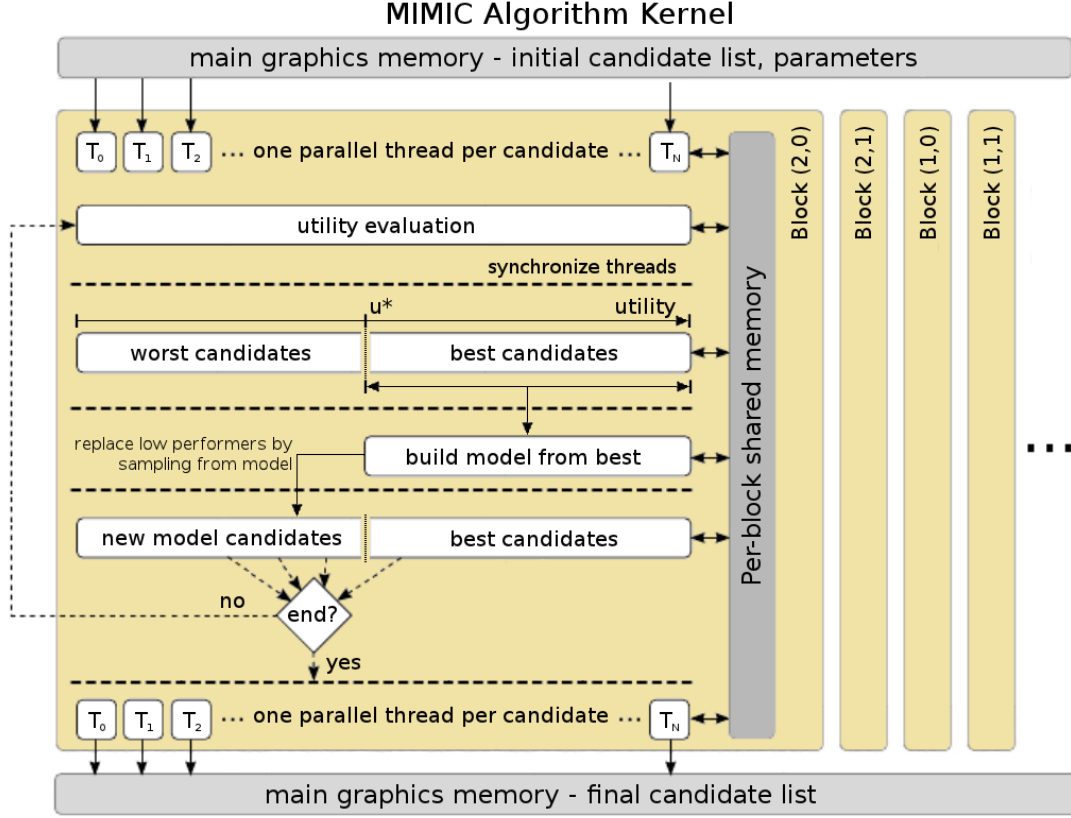 MIMIC Algorithm Kernel
main graphics memory - initial candidate list, parameters
T₀ T₁ T₂ ... one parallel thread per candidate ... Tₙ
utility evaluation
synchronize threads
u* utility
worst candidates best candidates
replace low performers by
sampling from model
build model from best
new model candidates best candidates
end?
no
yes
T₀ T₁ T₂ ... one parallel thread per candidate ... Tₙ
Per-block shared memory
Block (2,0)
Block (2,1)
Block (1,0)
Block (1,1)
...
main graphics memory - final candidate list